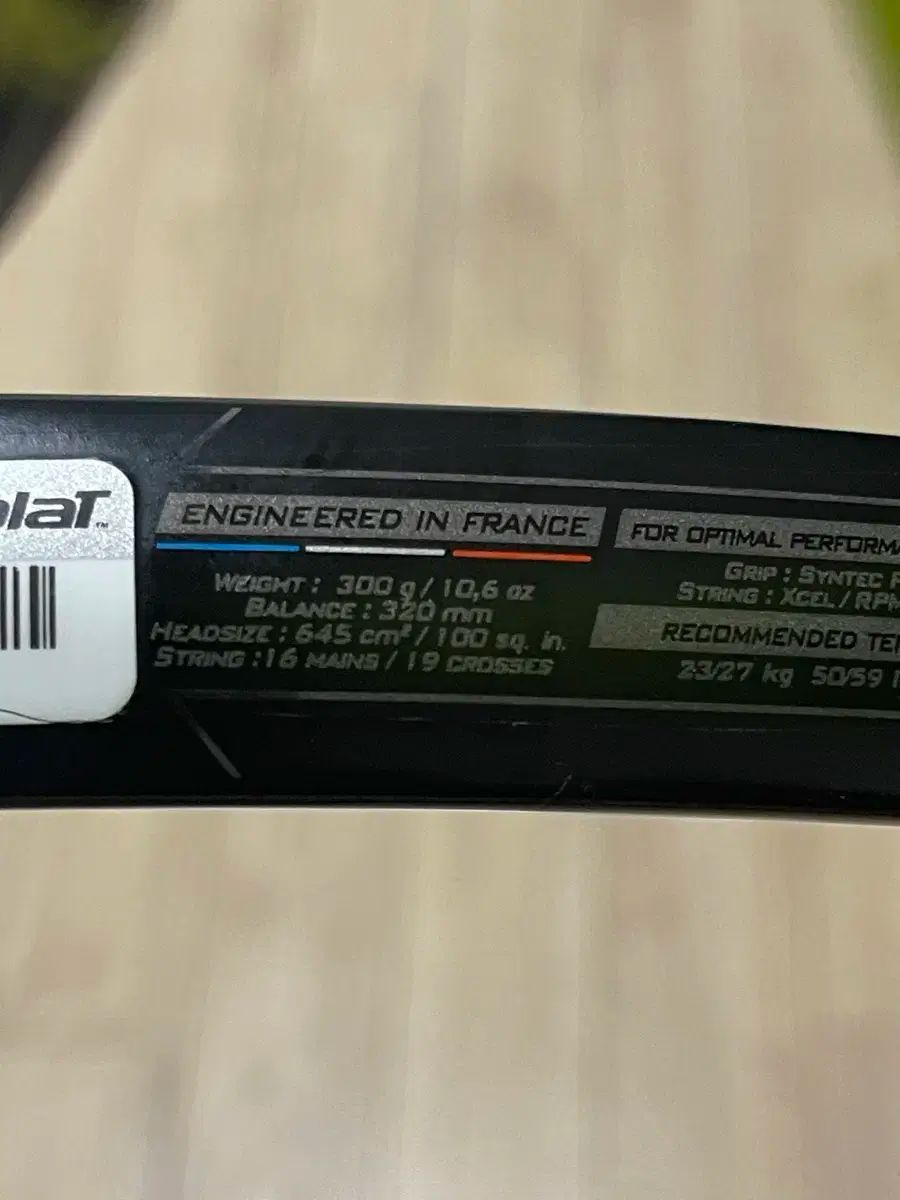 olat™
ENGINEERED IN FRANCE
WEIGHT : 300 g / 10,6 oz
BALANCE : 320 mm
HEADSIZE : 645 cm² / 100 sq. in.
STRING :16 MAINS / 19 CROSSES
FOR OPTIMAL PERFORMA
GRIP : SYNTEC
STRING : XCEL / RPM
RECOMMENDED TE
23/27 kg 50/59